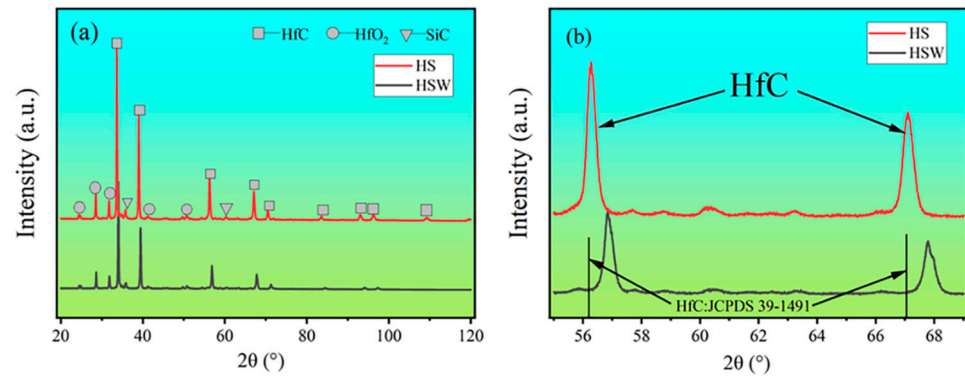 (a)
HfC
HfO₂
SiC
HS
HSW
Intensity (a.u.)
20 40 60 80 100 120
2θ (°)
(b)
HS
HSW
HfC
Intensity (a.u.)
HfC:JCPDS 39-1491
56 58 60 62 64 66 68
2θ (°)